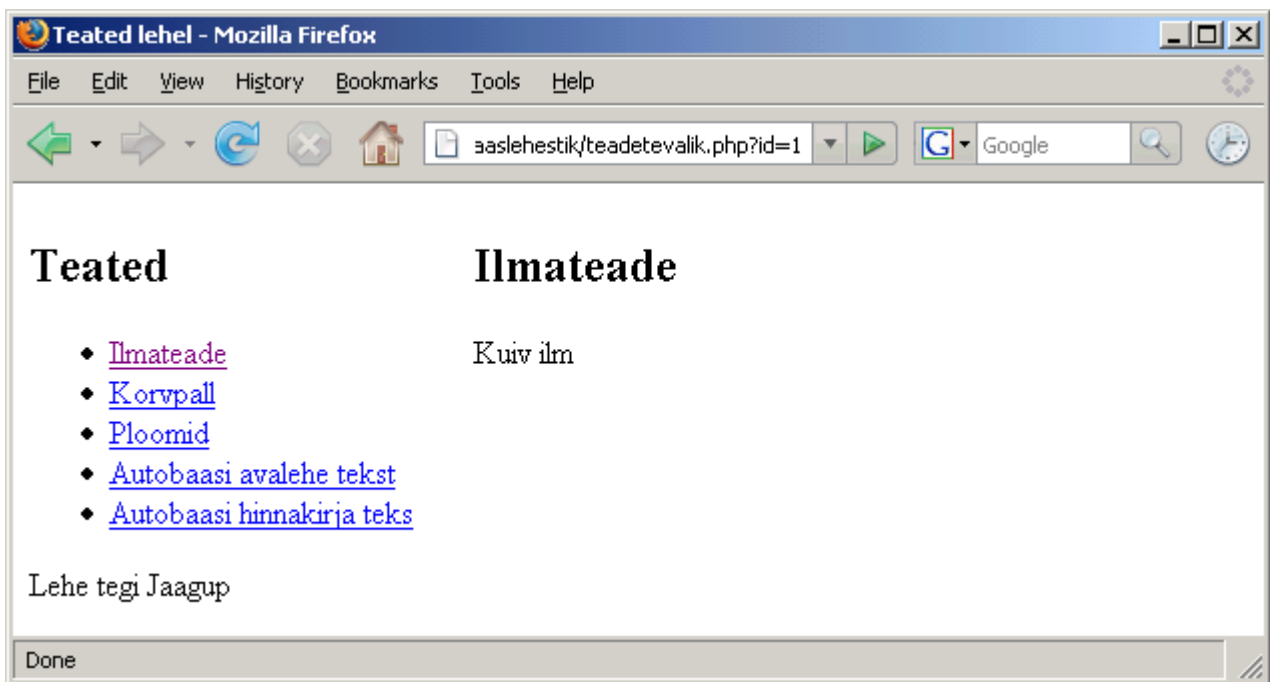 Teated lehel - Mozilla Firefox
File Edit View History Bookmarks Tools Help
aaslehestik/teadetevalik.php?id=1 G Google
Teated
Ilmateade
Korvpall
Ploomid
Autobaasi avalehe tekst
Autobaasi hinnakirja teks
Ilmateade
Kuiv ilm
Lehe tegi Jaagup
Done